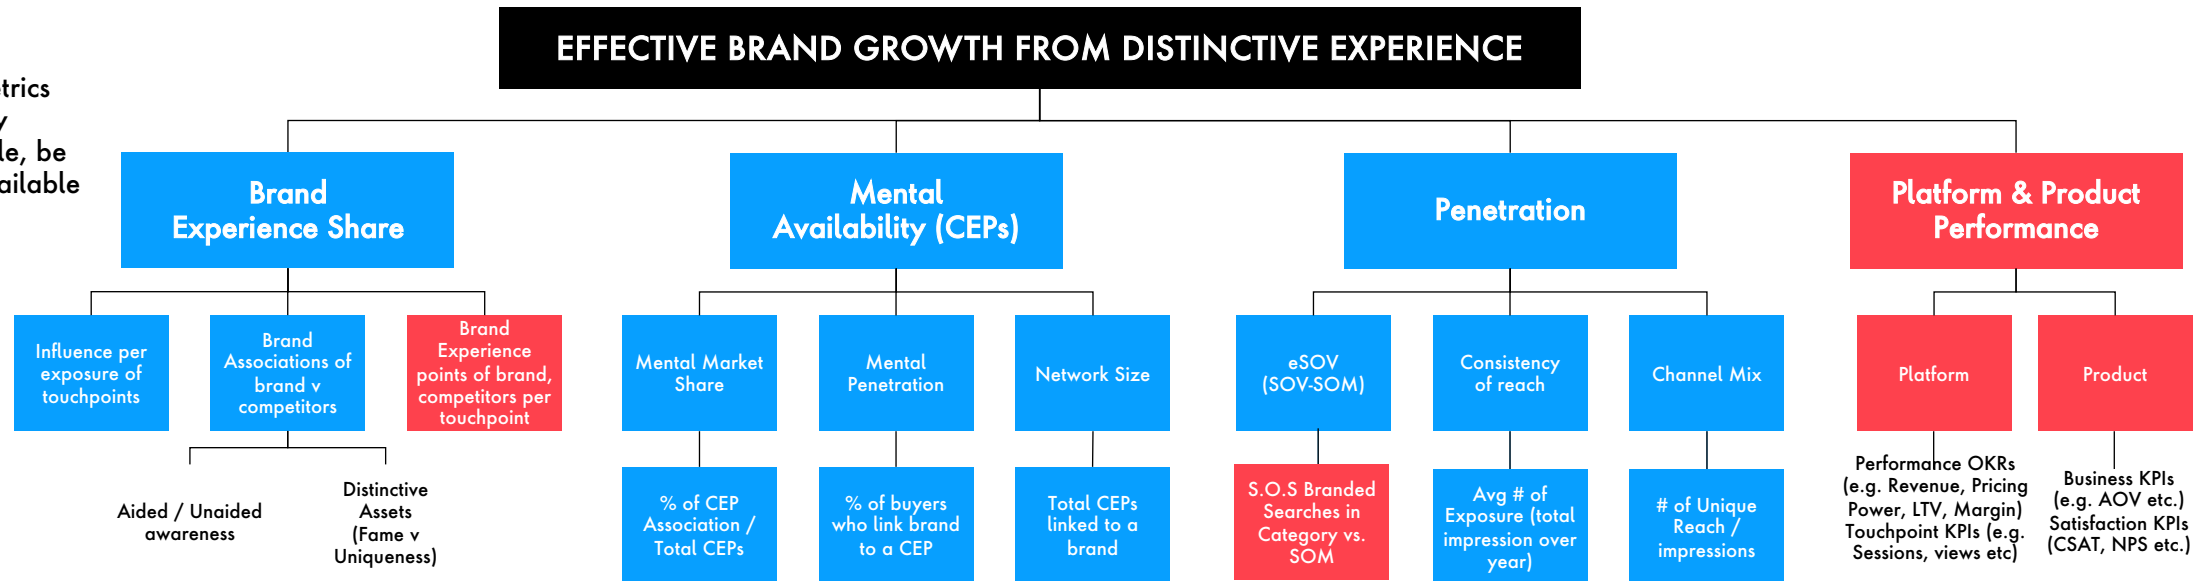 EFFECTIVE BRAND GROWTH FROM DISTINCTIVE EXPERIENCE
Brand
Experience Share
Mental
Availability (CEPs)
Penetration
Platform & Product
Performance
Influence per
exposure of
touchpoints
Brand
Associations of
brand v
competitors
Brand
Experience
points of brand,
competitors per
touchpoint
Mental Market
Share
Mental
Penetration
Network Size
eSOV
(SOV-SOM)
Consistency
of reach
Channel Mix
Platform
Product
Aided / Unaided
awareness
Distinctive
Assets
(Fame v
Uniqueness)
% of CEP
Association /
Total CEPs
% of buyers
who link brand
to a CEP
Total CEPs
linked to a
brand
S.O.S Branded
Searches in
Category vs.
SOM
Avg # of
Exposure (total
impression over
year)
# of Unique
Reach /
impressions
Performance OKRs
(e.g. Revenue, Pricing
Power, LTV, Margin)
Touchpoint KPIs (e.g.
Sessions, views etc)
Business KPIs
(e.g. AOV etc.)
Satisfaction KPIs
(CSAT, NPS etc.)
be